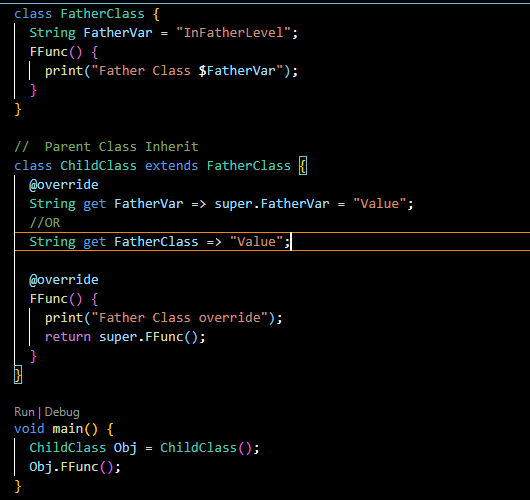 class FatherClass {
String FatherVar = "InFatherLevel";
FFunc() {
print("Father Class $FatherVar");
}
}
//  Parent Class Inherit
class ChildClass extends FatherClass {
@override
String get FatherVar => super.FatherVar = "Value";
//OR
String get FatherClass => "Value";
@override
FFunc() {
print("Father Class override");
return super.FFunc();
}
}
Run | Debug
void main() {
ChildClass Obj = ChildClass();
Obj.FFunc();
}